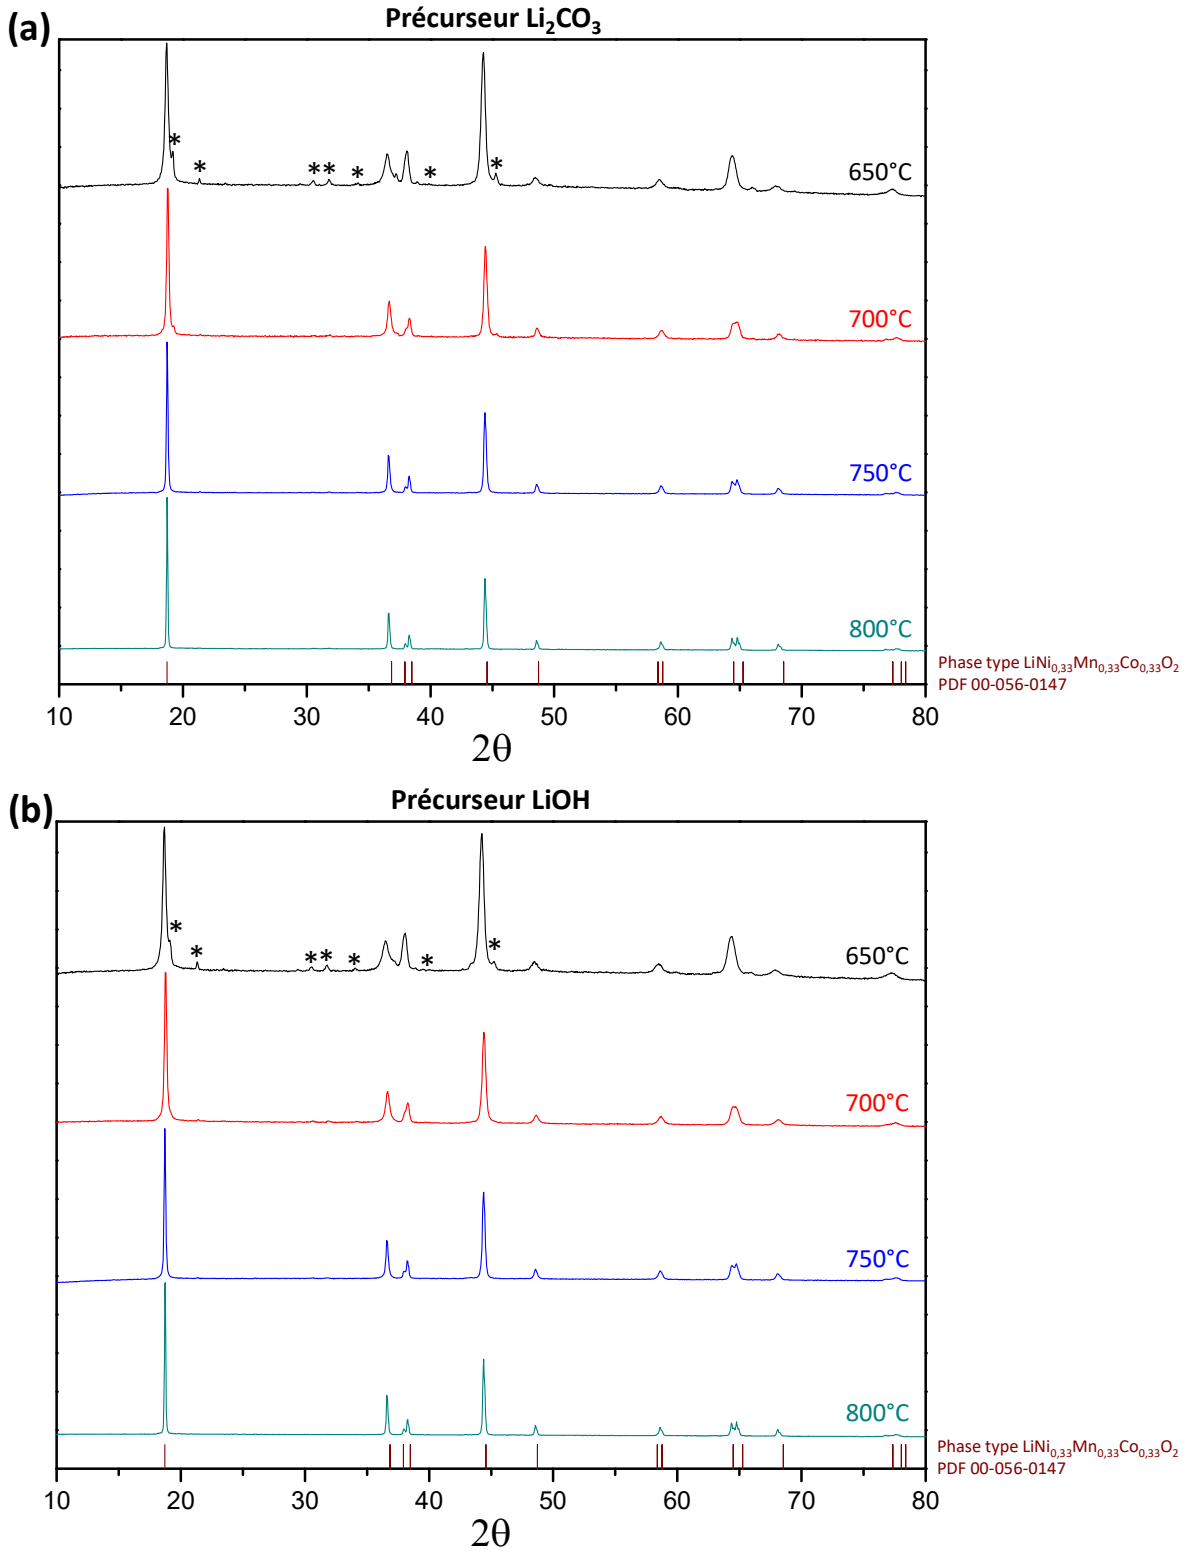 (a)
Précurseur Li₂CO₃
* * * * * * *
650°C
700°C
750°C
800°C
Phase type LiNi₀,₃₃Mn₀,₃₃Co₀,₃₃O₂
PDF 00-056-0147
10 20 30 40 50 60 70 80
2θ
(b)
Précurseur LiOH
* * * * * * *
650°C
700°C
750°C
800°C
Phase type LiNi₀,₃₃Mn₀,₃₃Co₀,₃₃O₂
PDF 00-056-0147
10 20 30 40 50 60 70 80
2θ